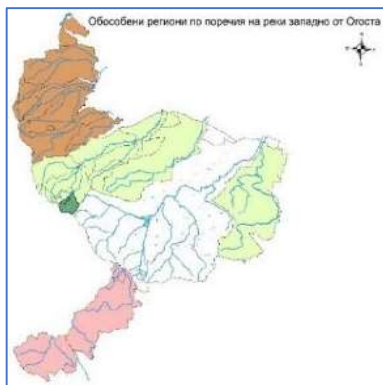 Обособени региони по поречия на реки западно от Огоста